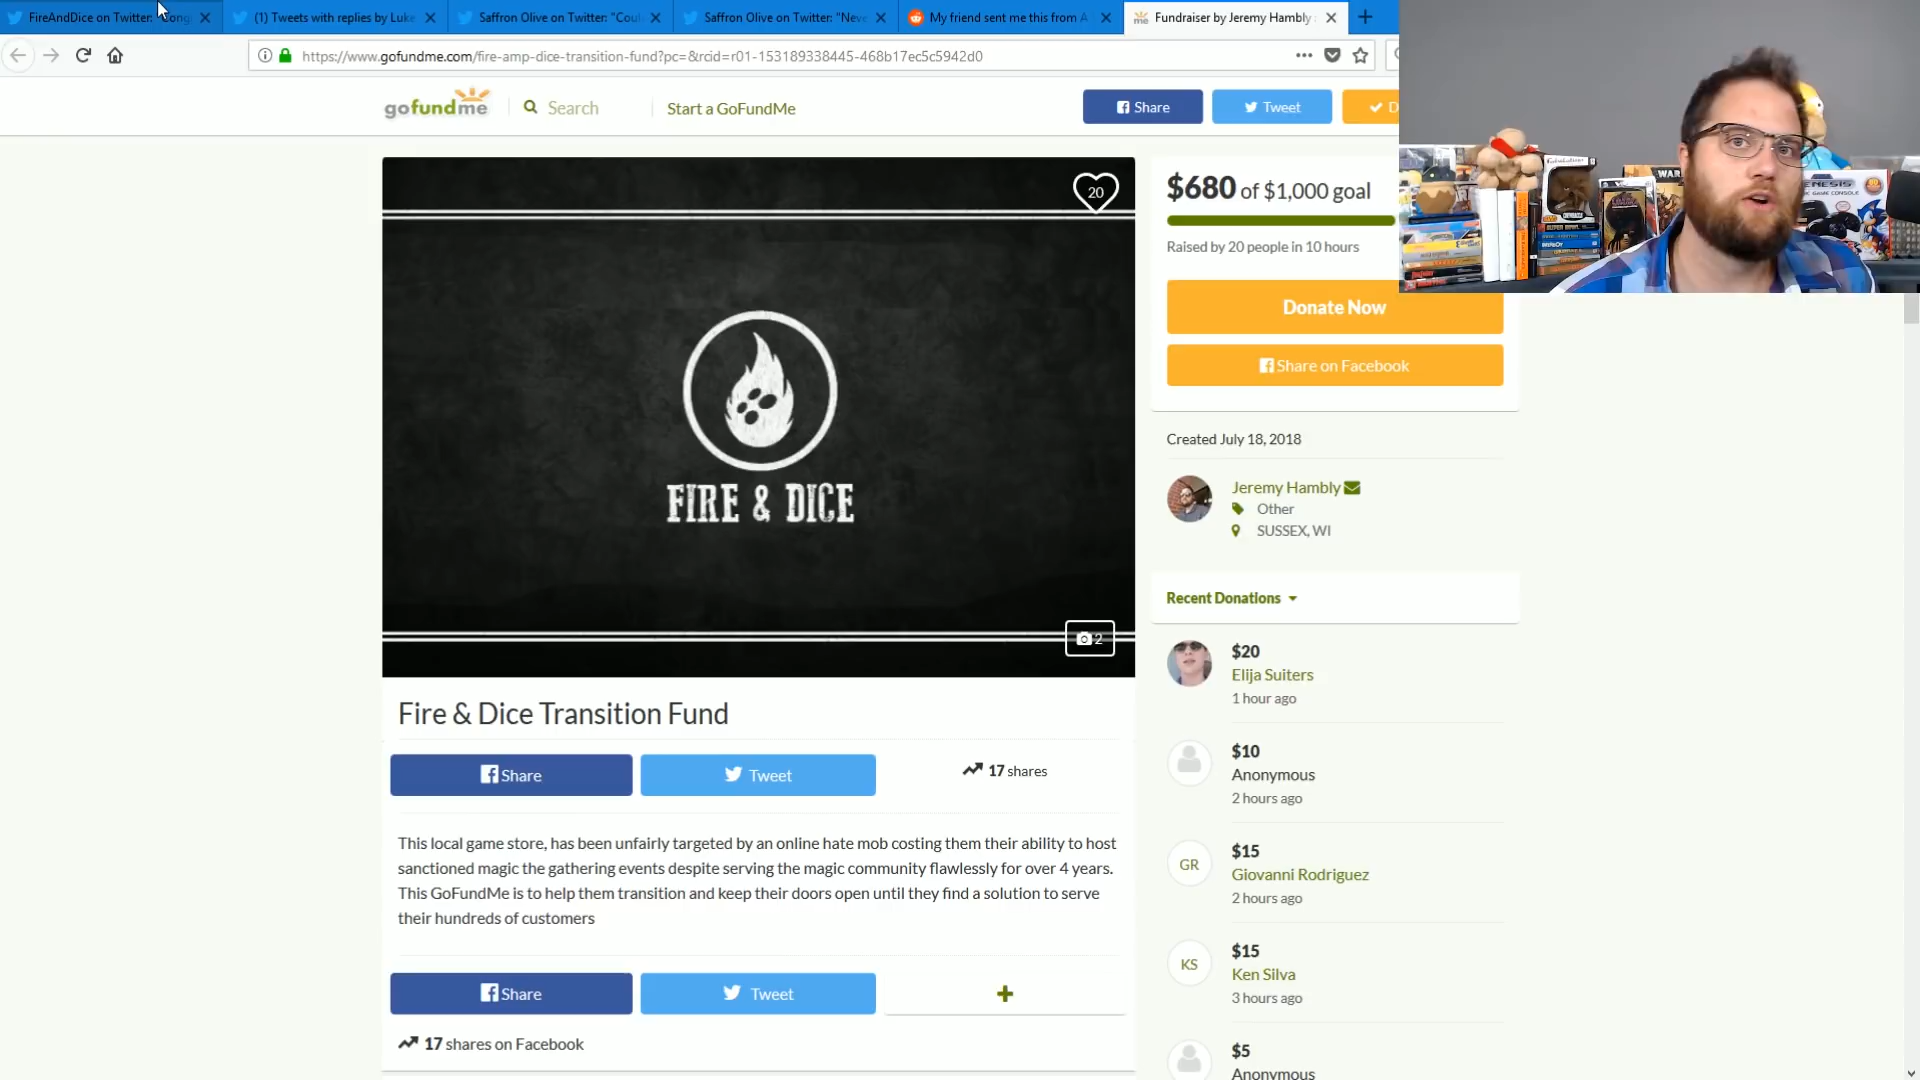 FireAndDice on Twitter: "Cong
(1) Tweets with replies by Luke
Saffron Olive on Twitter: "Coul
Saffron Olive on Twitter: "Neve
My friend sent me this from A
Fundraiser by Jeremy Hambly
https://www.gofundme.com/fire-amp-dice-transition-fund?pc=&rcid=r01-153189338445-468b17ec5c5942d0
gofundme
Search
Start a GoFundMe
Share
Tweet
D
20
FIRE & DICE
2
$680 of $1,000 goal
Raised by 20 people in 10 hours
Donate Now
Share on Facebook
Created July 18, 2018
Jeremy Hambly
Other
SUSSEX, WI
Recent Donations
$20
Elija Suiters
1 hour ago
$10
Anonymous
2 hours ago
GR
$15
Giovanni Rodriguez
2 hours ago
KS
$15
Ken Silva
3 hours ago
$5
Anonymous
Fire & Dice Transition Fund
Share
Tweet
17 shares
This local game store, has been unfairly targeted by an online hate mob costing them their ability to host
sanctioned magic the gathering events despite serving the magic community flawlessly for over 4 years.
This GoFundMe is to help them transition and keep their doors open until they find a solution to serve
their hundreds of customers
Share
Tweet
17 shares on Facebook
WAR
GENESIS